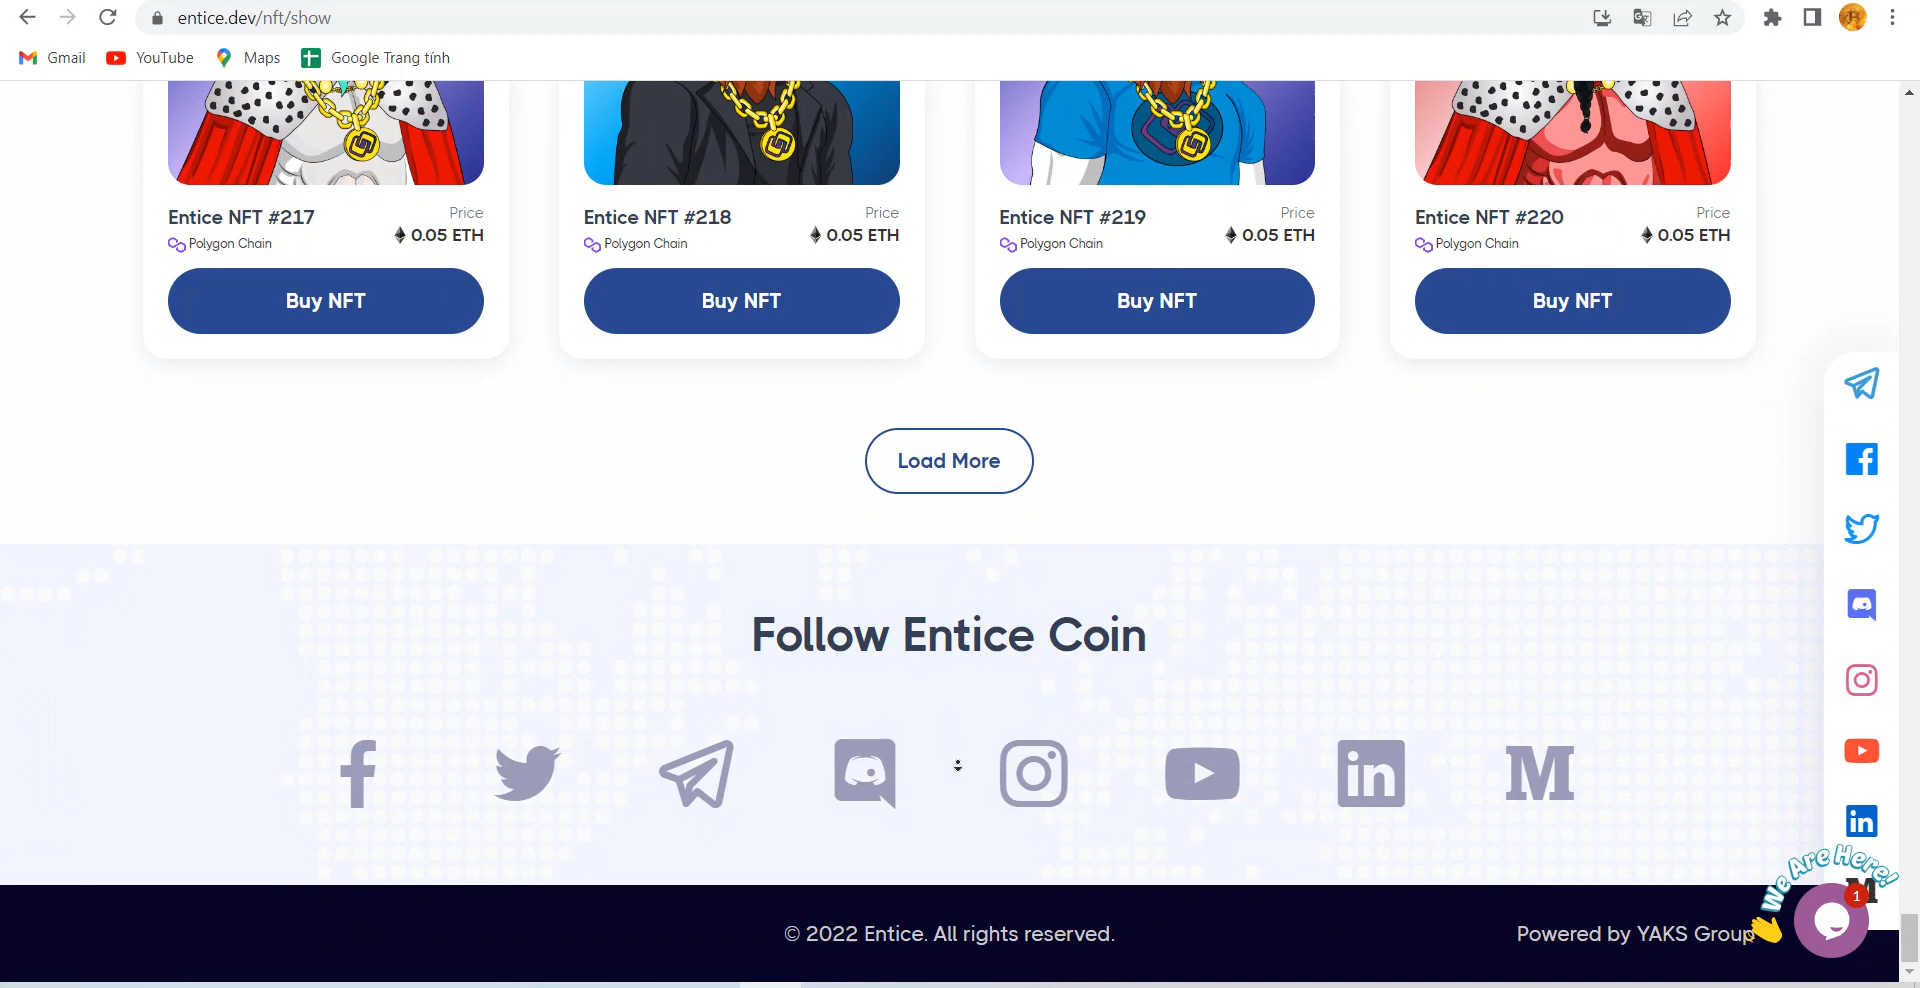 entice.dev/nft/show
Gmail YouTube Maps Google Trang tính
Entice NFT #217 Price
Polygon Chain 0.05 ETH
Buy NFT
Entice NFT #218 Price
Polygon Chain 0.05 ETH
Buy NFT
Entice NFT #219 Price
Polygon Chain 0.05 ETH
Buy NFT
Entice NFT #220 Price
Polygon Chain 0.05 ETH
Buy NFT
Load More
Follow Entice Coin
We Are Here!
1
© 2022 Entice. All rights reserved.
Powered by YAKS Group